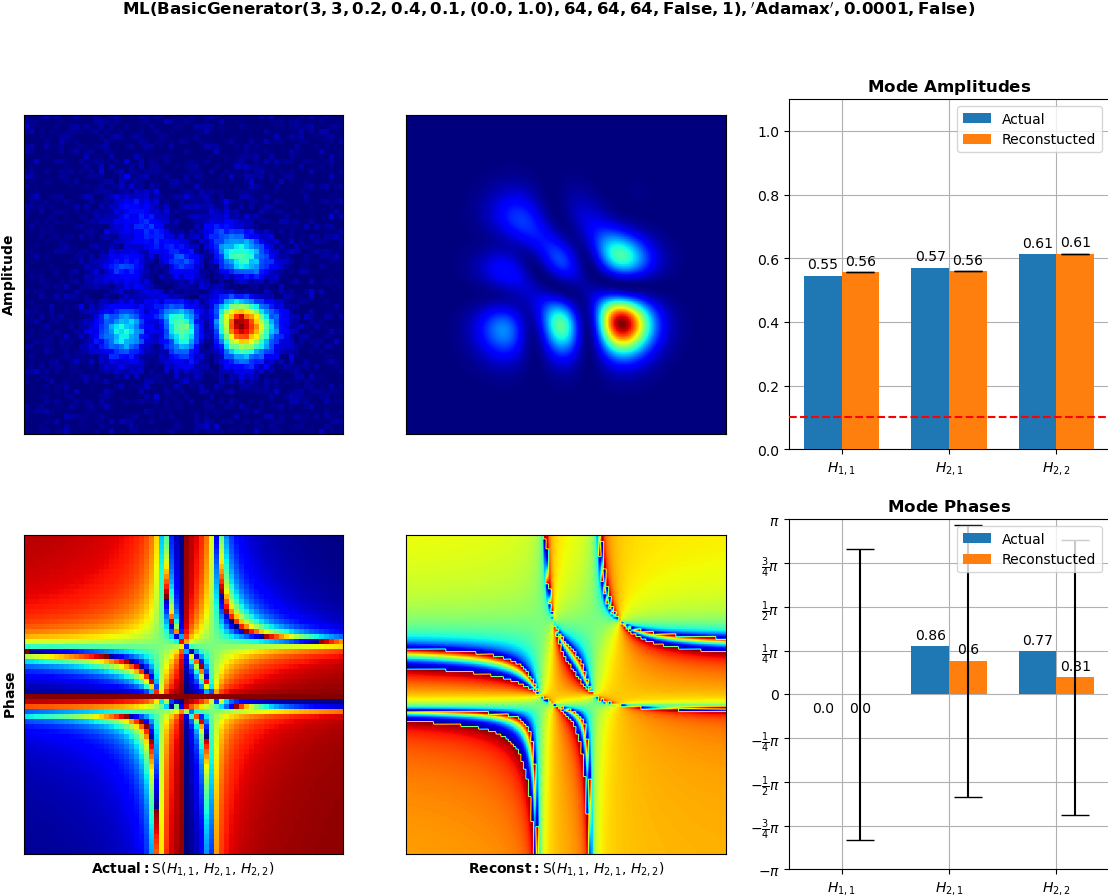 ML(BasicGenerator(3, 3, 0.2, 0.4, 0.1, (0.0, 1.0), 64, 64, 64, False, 1), ′Adamax′, 0.0001, False)
Amplitude
Mode Amplitudes
Actual
Reconstucted
1.0
0.8
0.6
0.4
0.2
0.0
0.55 0.56 0.57 0.56 0.61 0.61
H1,1 H2,1 H2,2
Phase
Actual: S(H1,1, H2,1, H2,2)
Reconst: S(H1,1, H2,1, H2,2)
Mode Phases
Actual
Reconstucted
π
3/4π
1/2π
1/4π
0
−1/4π
−1/2π
−3/4π
−π
0.0 0.0 0.86 0.6 0.77
H1,1 H2,1 H2,2